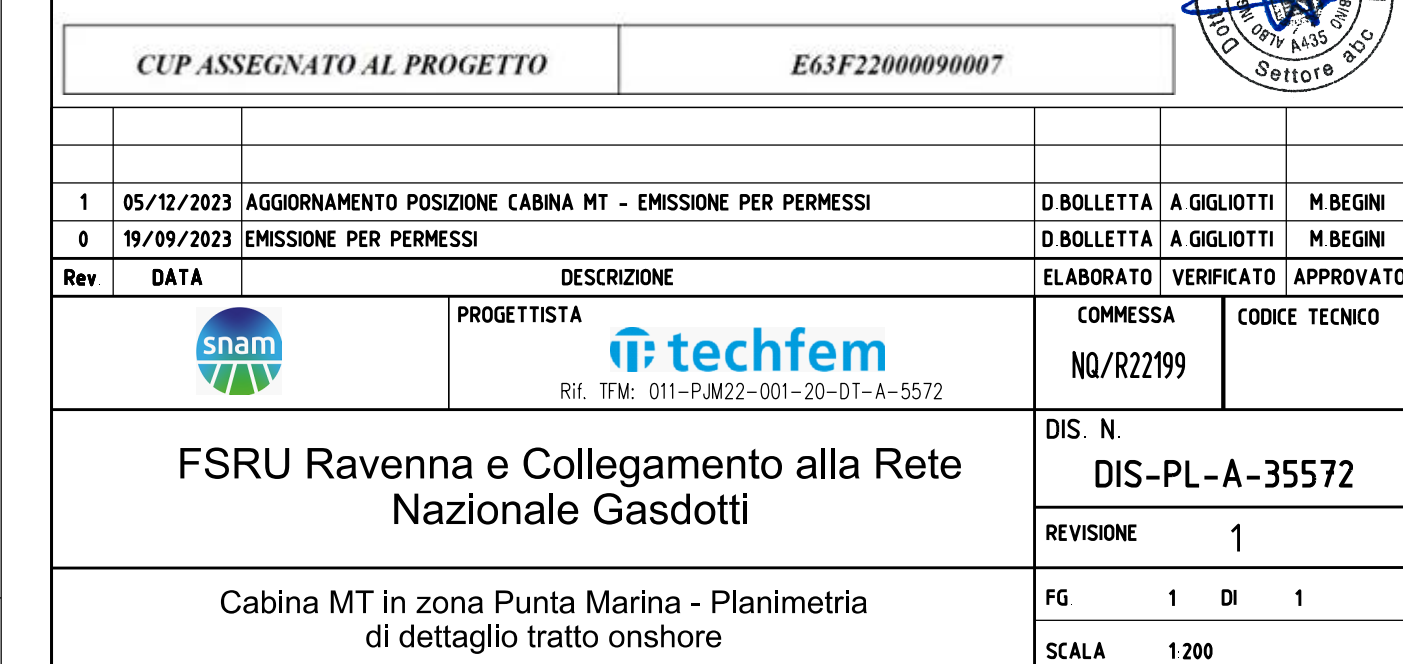 CUP ASSEGNATO AL PROGETTO E63F22000090007
ALBO
A435
Settore abc
1 05/12/2023 AGGIORNAMENTO POSIZIONE CABINA MT - EMISSIONE PER PERMESSI D.BOLLETTA A.GIGLIOTTI M.BEGINI
0 19/09/2023 EMISSIONE PER PERMESSI D.BOLLETTA A.GIGLIOTTI M.BEGINI
Rev. DATA DESCRIZIONE ELABORATO VERIFICATO APPROVATO
snam
PROGETTISTA
techfem
Rif. TFM: 011-PJM22-001-20-DT-A-5572
COMMESSA
NQ/R22199
CODICE TECNICO
FSRU Ravenna e Collegamento alla Rete
Nazionale Gasdotti
DIS. N.
DIS-PL-A-35572
REVISIONE 1
Cabina MT in zona Punta Marina - Planimetria
di dettaglio tratto onshore
FG. 1 DI 1
SCALA 1:200